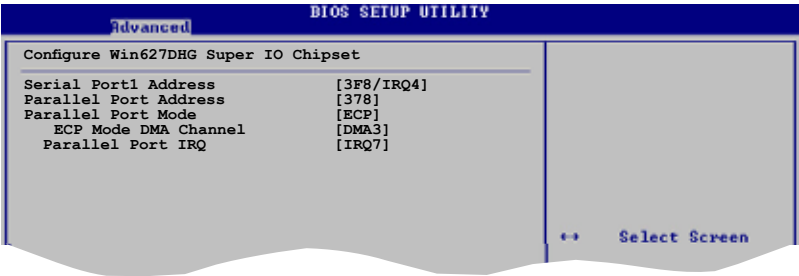 BIOS SETUP UTILITY
Advanced
Configure Win627DHG Super IO Chipset
Serial Port1 Address [3F8/IRQ4]
Parallel Port Address [378]
Parallel Port Mode [ECP]
ECP Mode DMA Channel [DMA3]
Parallel Port IRQ [IRQ7]
↔ Select Screen